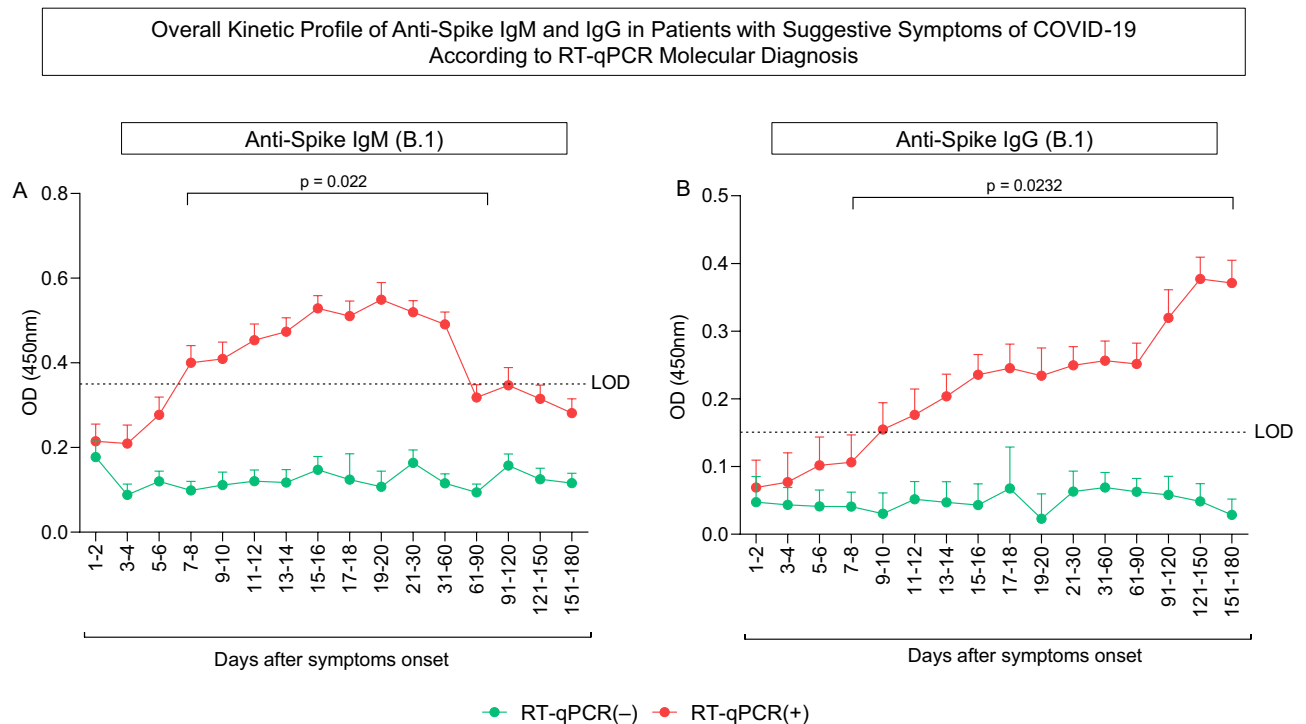 Overall Kinetic Profile of Anti-Spike IgM and IgG in Patients with Suggestive Symptoms of COVID-19
According to RT-qPCR Molecular Diagnosis
Anti-Spike IgM (B.1)
A
p = 0.022
0.8
0.6
0.4
0.2
0.0
OD (450nm)
LOD
1-2
3-4
5-6
7-8
9-10
11-12
13-14
15-16
17-18
19-20
21-30
31-60
61-90
91-120
121-150
151-180
Days after symptoms onset
Anti-Spike IgG (B.1)
B
p = 0.0232
0.5
0.4
0.3
0.2
0.1
0.0
OD (450nm)
LOD
1-2
3-4
5-6
7-8
9-10
11-12
13-14
15-16
17-18
19-20
21-30
31-60
61-90
91-120
121-150
151-180
Days after symptoms onset
RT-qPCR(–) RT-qPCR(+)